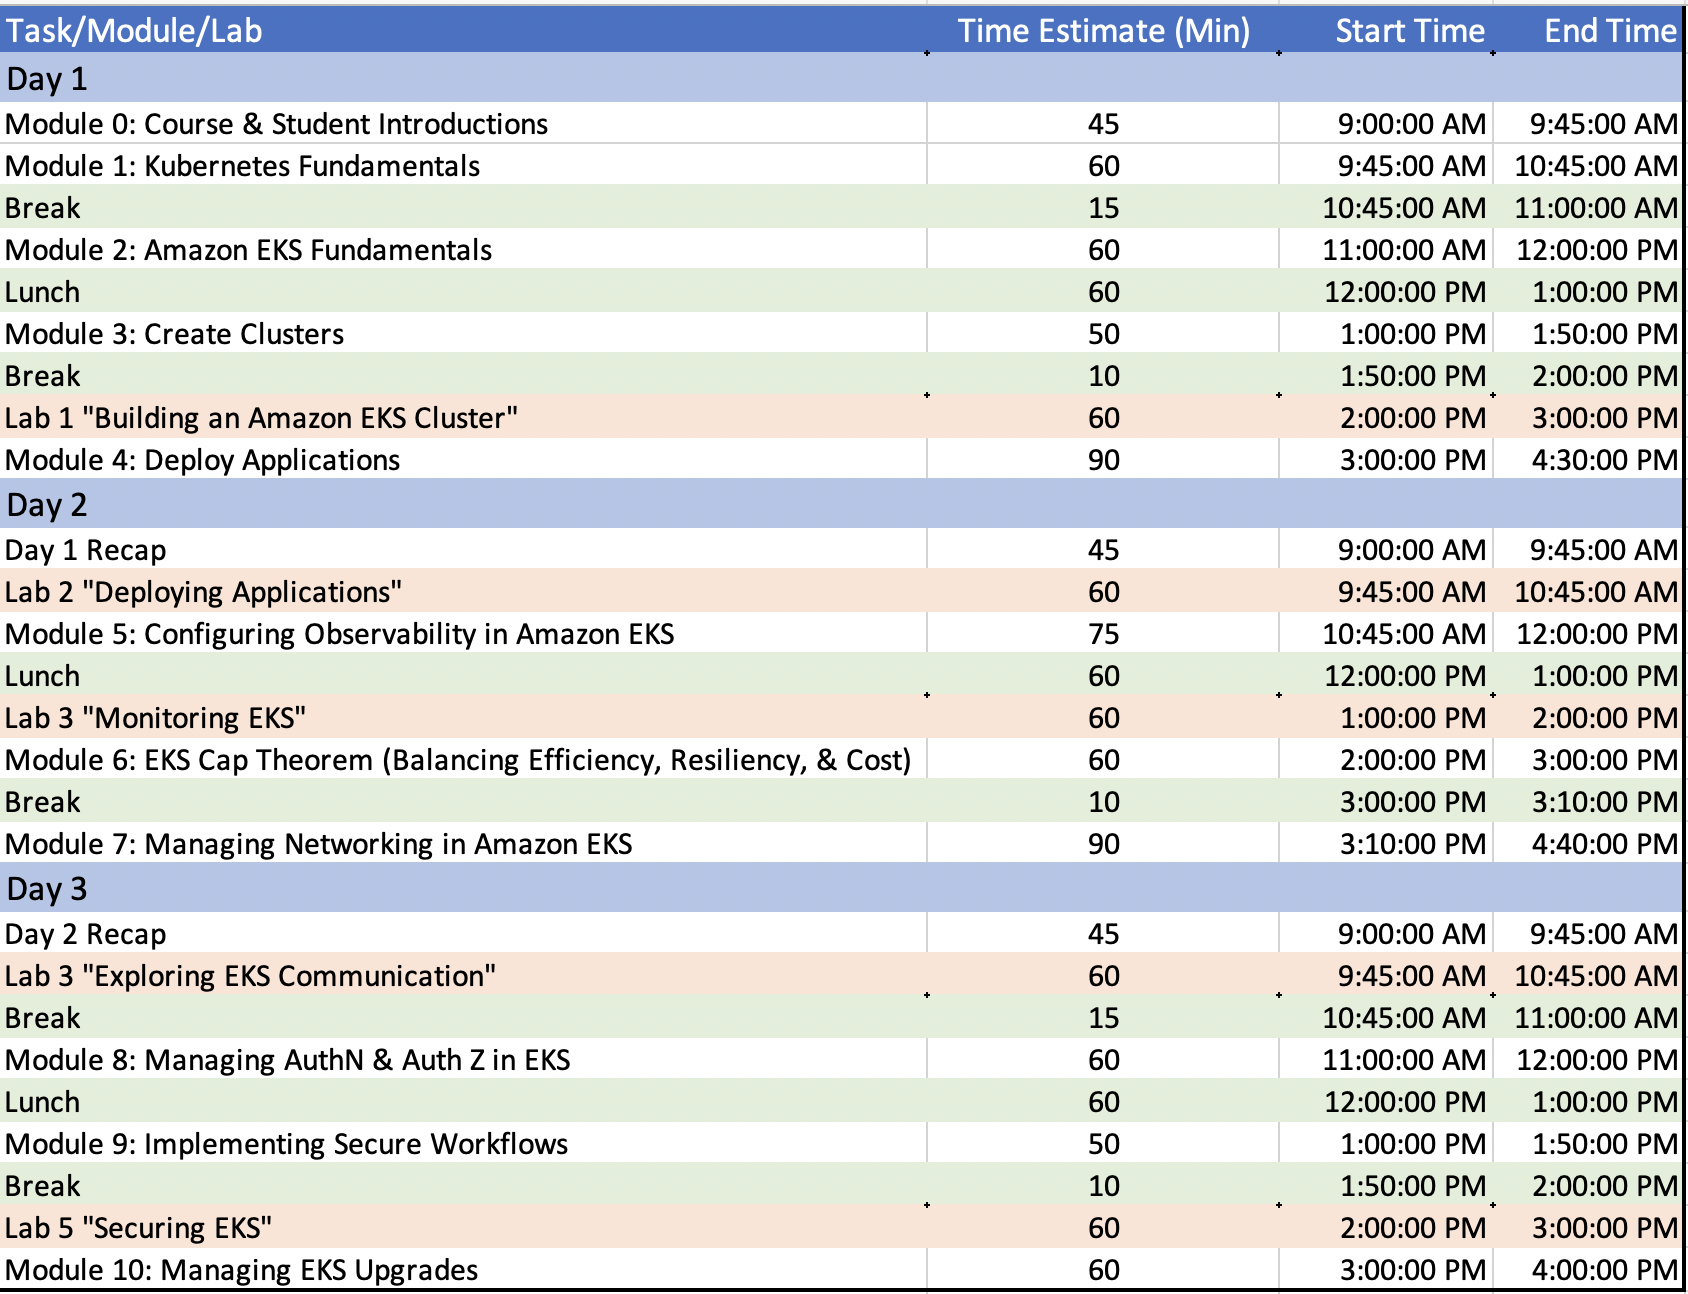 Task/Module/Lab Time Estimate (Min) Start Time End Time
Day 1
Module 0: Course & Student Introductions 45 9:00:00 AM 9:45:00 AM
Module 1: Kubernetes Fundamentals 60 9:45:00 AM 10:45:00 AM
Break 15 10:45:00 AM 11:00:00 AM
Module 2: Amazon EKS Fundamentals 60 11:00:00 AM 12:00:00 PM
Lunch 60 12:00:00 PM 1:00:00 PM
Module 3: Create Clusters 50 1:00:00 PM 1:50:00 PM
Break 10 1:50:00 PM 2:00:00 PM
Lab 1 "Building an Amazon EKS Cluster" 60 2:00:00 PM 3:00:00 PM
Module 4: Deploy Applications 90 3:00:00 PM 4:30:00 PM
Day 2
Day 1 Recap 45 9:00:00 AM 9:45:00 AM
Lab 2 "Deploying Applications" 60 9:45:00 AM 10:45:00 AM
Module 5: Configuring Observability in Amazon EKS 75 10:45:00 AM 12:00:00 PM
Lunch 60 12:00:00 PM 1:00:00 PM
Lab 3 "Monitoring EKS" 60 1:00:00 PM 2:00:00 PM
Module 6: EKS Cap Theorem (Balancing Efficiency, Resiliency, & Cost) 60 2:00:00 PM 3:00:00 PM
Break 10 3:00:00 PM 3:10:00 PM
Module 7: Managing Networking in Amazon EKS 90 3:10:00 PM 4:40:00 PM
Day 3
Day 2 Recap 45 9:00:00 AM 9:45:00 AM
Lab 3 "Exploring EKS Communication" 60 9:45:00 AM 10:45:00 AM
Break 15 10:45:00 AM 11:00:00 AM
Module 8: Managing AuthN & Auth Z in EKS 60 11:00:00 AM 12:00:00 PM
Lunch 60 12:00:00 PM 1:00:00 PM
Module 9: Implementing Secure Workflows 50 1:00:00 PM 1:50:00 PM
Break 10 1:50:00 PM 2:00:00 PM
Lab 5 "Securing EKS" 60 2:00:00 PM 3:00:00 PM
Module 10: Managing EKS Upgrades 60 3:00:00 PM 4:00:00 PM